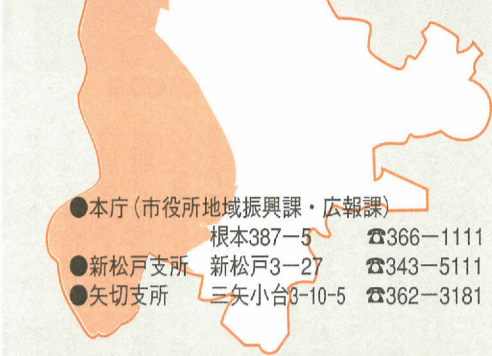 ●本庁(市役所地域振興課・広報課)
根本387−5 ☎366−1111
●新松戸支所 新松戸3−27 ☎343−5111
●矢切支所 三矢小台3-10-5 ☎362−3181